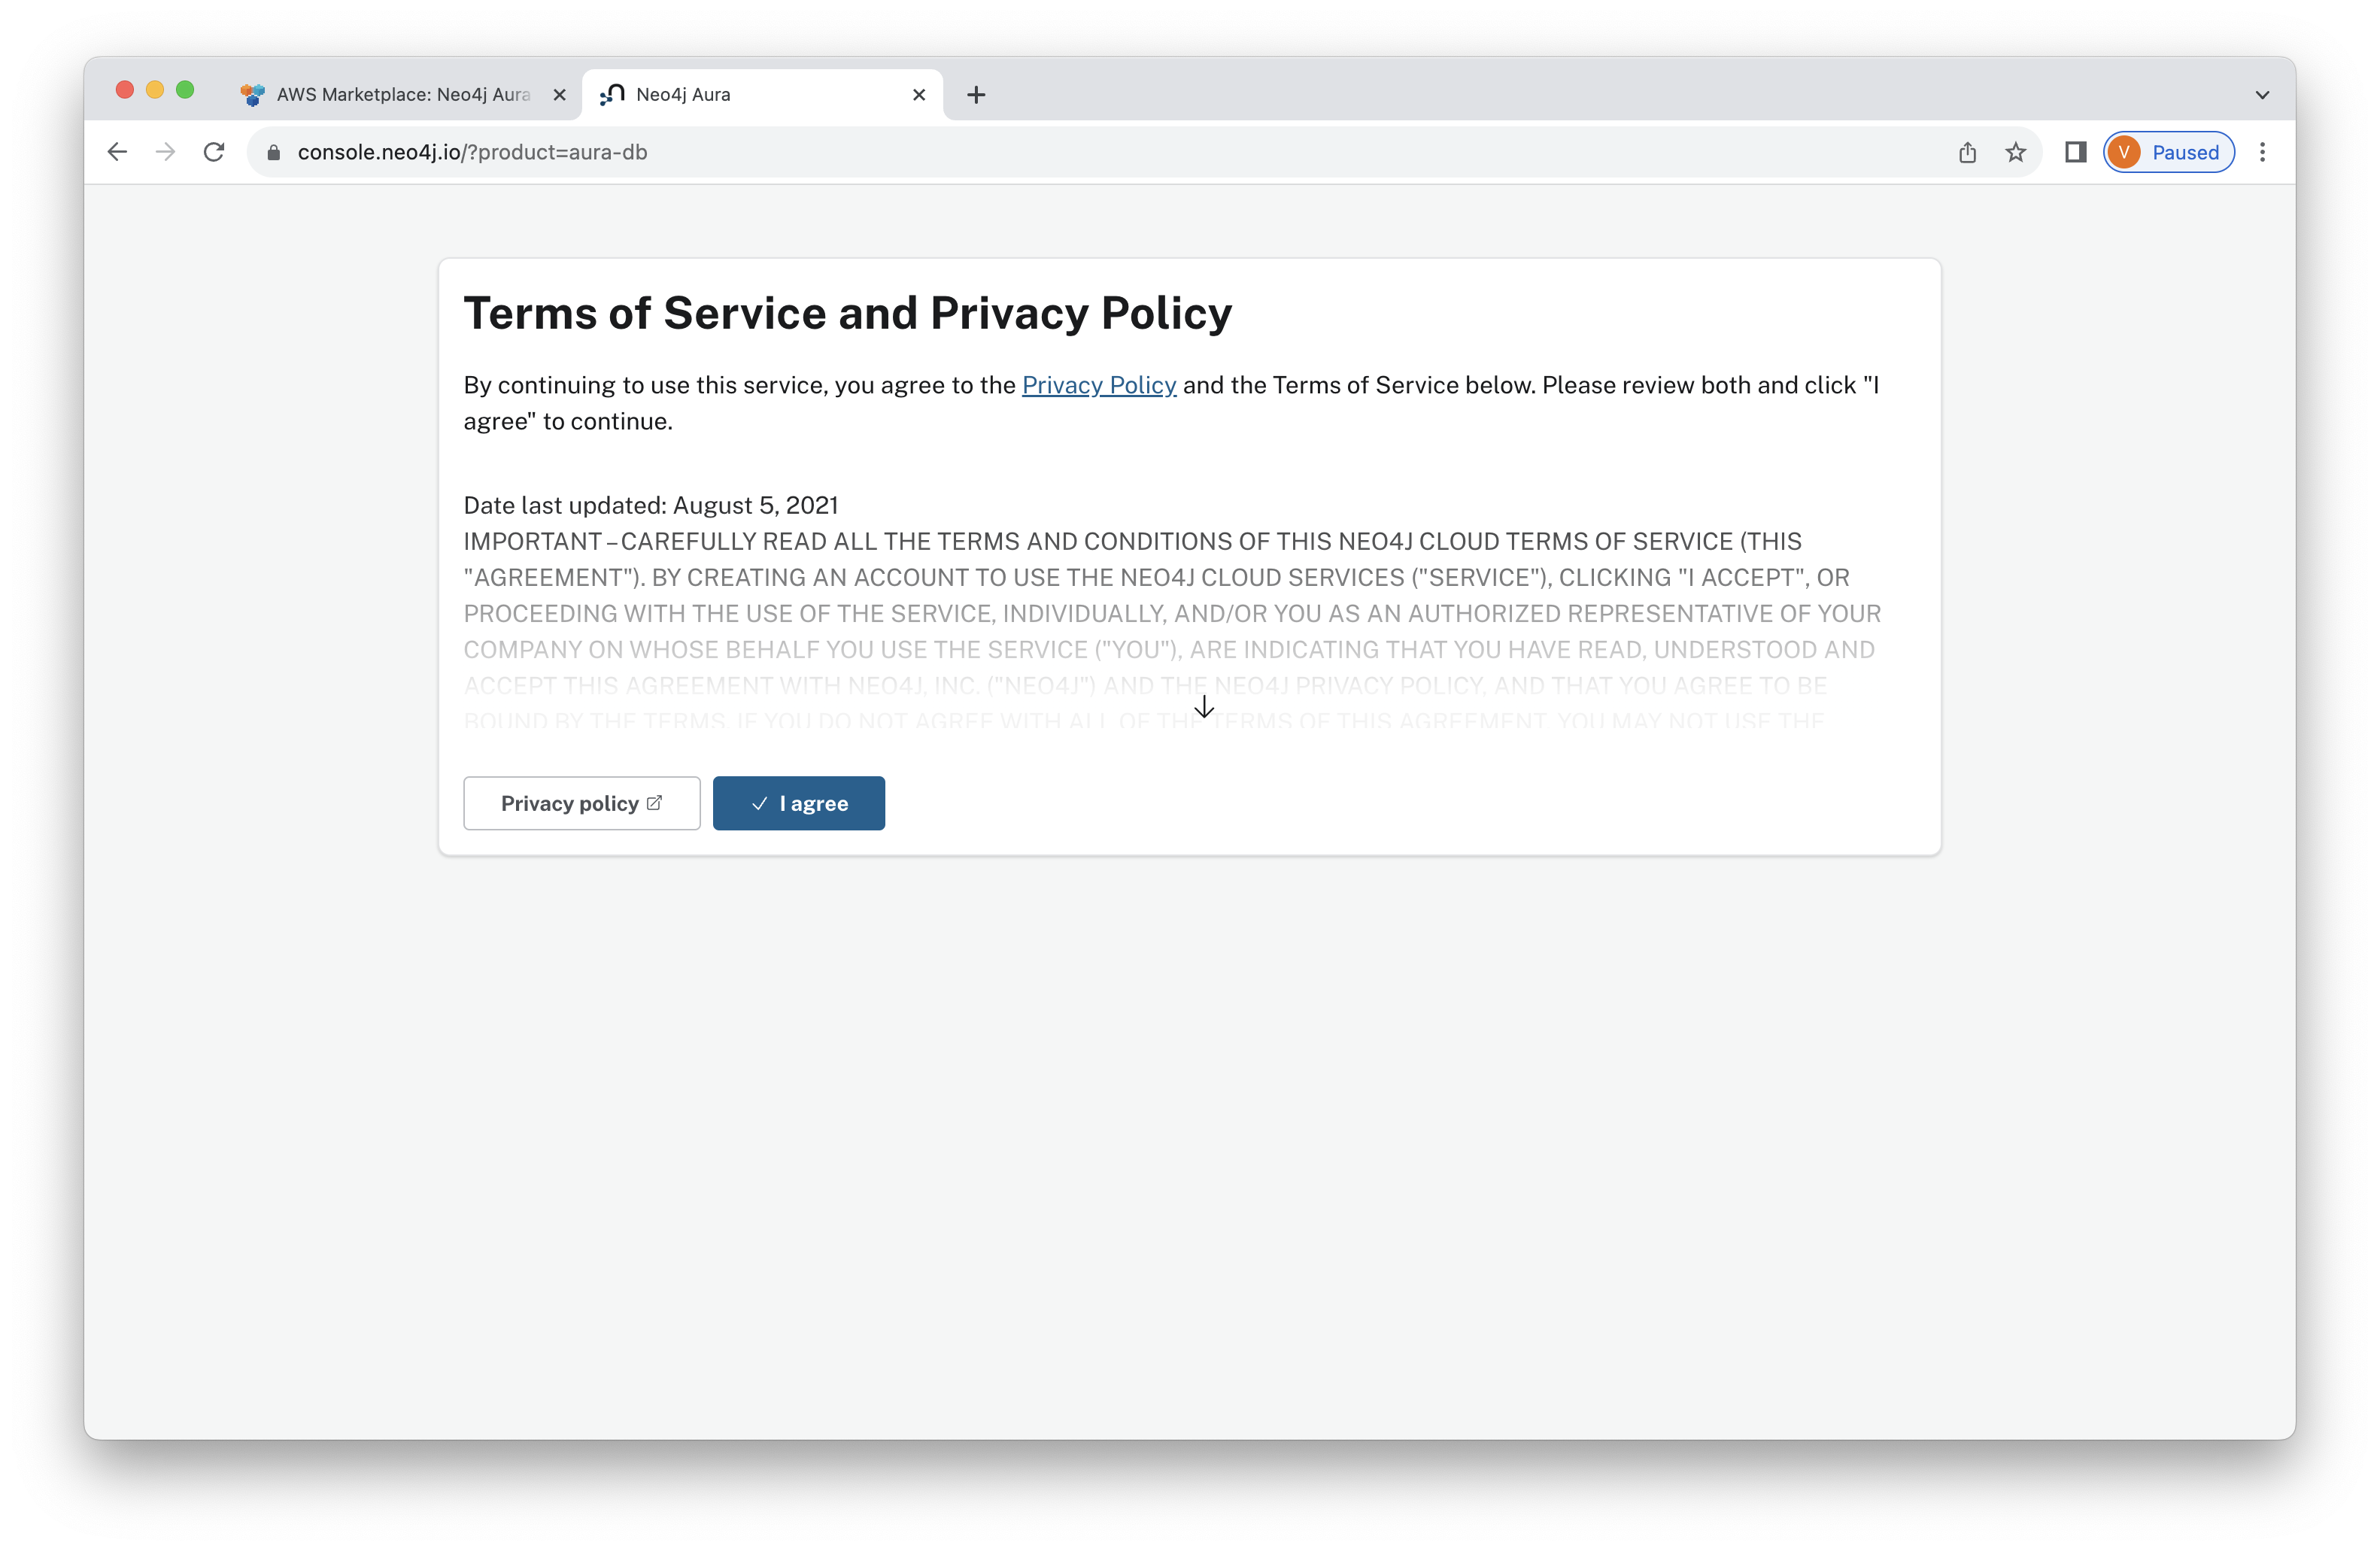 AWS Marketplace: Neo4j Aura
Neo4j Aura
console.neo4j.io/?product=aura-db
V
Paused
Terms of Service and Privacy Policy
By continuing to use this service, you agree to the Privacy Policy and the Terms of Service below. Please review both and click "I
agree" to continue.
Date last updated: August 5, 2021
IMPORTANT – CAREFULLY READ ALL THE TERMS AND CONDITIONS OF THIS NEO4J CLOUD TERMS OF SERVICE (THIS
"AGREEMENT"). BY CREATING AN ACCOUNT TO USE THE NEO4J CLOUD SERVICES ("SERVICE"), CLICKING "I ACCEPT", OR
PROCEEDING WITH THE USE OF THE SERVICE, INDIVIDUALLY, AND/OR YOU AS AN AUTHORIZED REPRESENTATIVE OF YOUR
COMPANY ON WHOSE BEHALF YOU USE THE SERVICE ("YOU"), ARE INDICATING THAT YOU HAVE READ, UNDERSTOOD AND
ACCEPT THIS AGREEMENT WITH NEO4J, INC. ("NEO4J") AND THE NEO4J PRIVACY POLICY, AND THAT YOU AGREE TO BE
BOUND BY THE TERMS. IF YOU DO NOT AGREE WITH ALL OF THE TERMS OF THIS AGREEMENT, YOU MAY NOT USE THE
Privacy policy
I agree